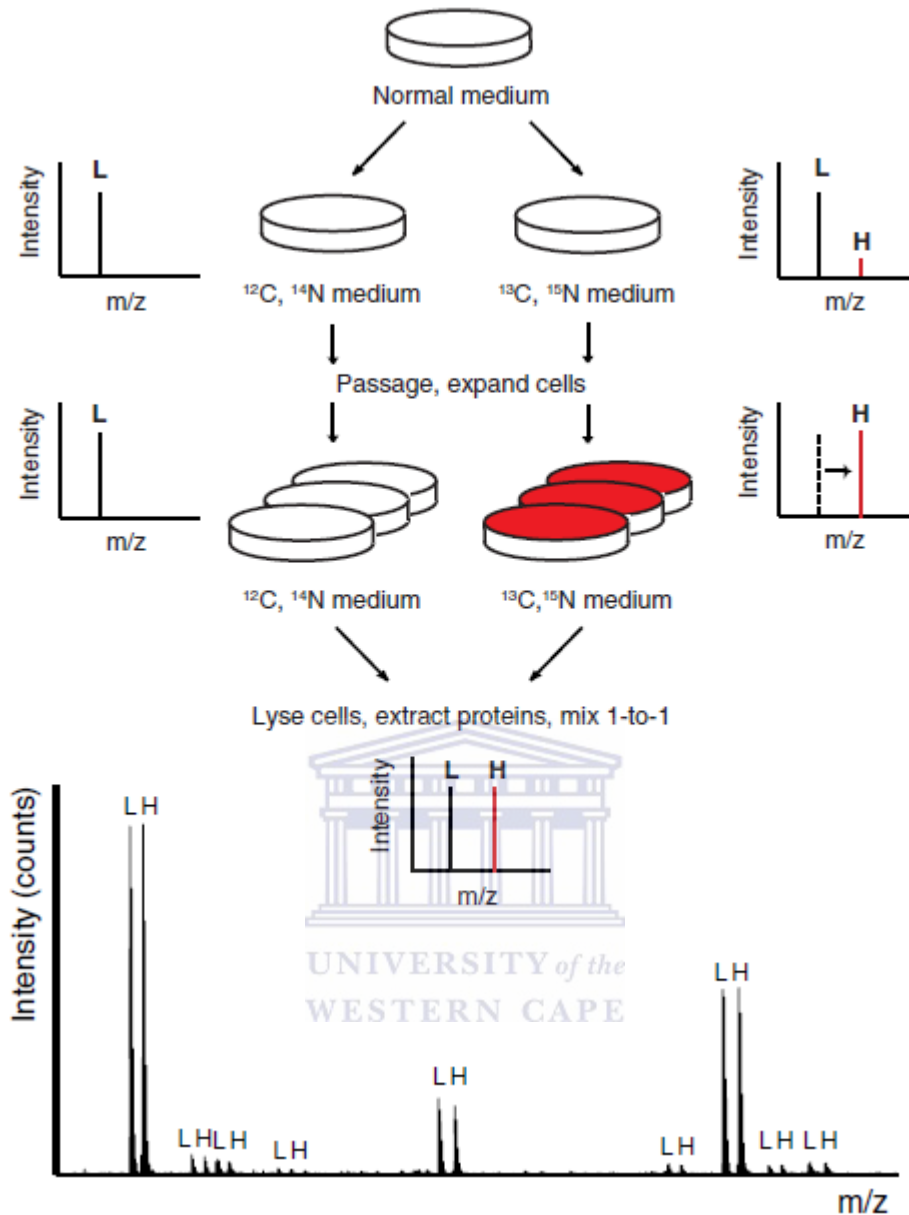 Normal medium
Intensity
L
m/z
¹²C, ¹⁴N medium
¹³C, ¹⁵N medium
Intensity
L
H
m/z
Passage, expand cells
Intensity
L
m/z
¹²C, ¹⁴N medium
¹³C,¹⁵N medium
Intensity
H
m/z
Lyse cells, extract proteins, mix 1-to-1
Intensity
L H
m/z
UNIVERSITY of the
WESTERN CAPE
Intensity (counts)
L H
L H L H
L H
L H
L H
L H
L H
L H
m/z